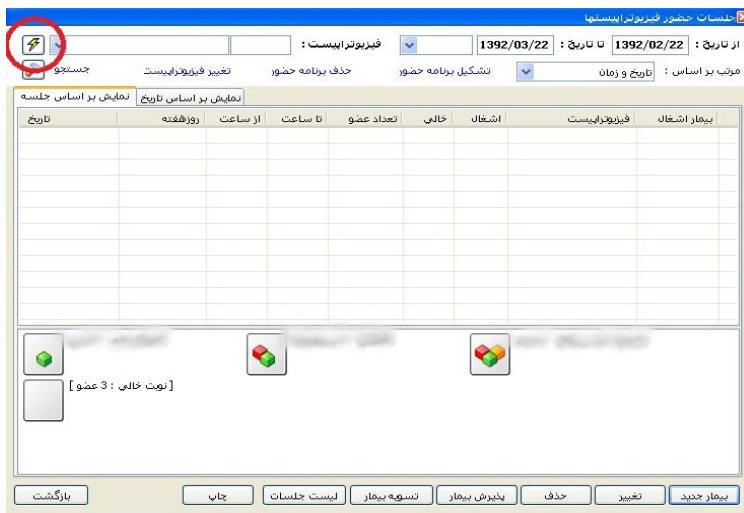 جلسات حضور فیزیوتراپیستها
از تاریخ : 1392/02/22 تا تاریخ : 1392/03/22 فیزیوتراپیست :
مرتب بر اساس : تاریخ و زمان تشکیل برنامه حضور حذف برنامه حضور تغییر فیزیوتراپیست جستجو
نمایش بر اساس تاریخ نمایش بر اساس جلسه
بیمار اشغال فیزیوتراپیست اشغال خالی تعداد عضو تا ساعت از ساعت روزهفته تاریخ
[نوبت خالی : 3 عضو ]
بیمار جدید تغییر حذف پذیرش بیمار تسویه بیمار لیست جلسات چاپ بازگشت